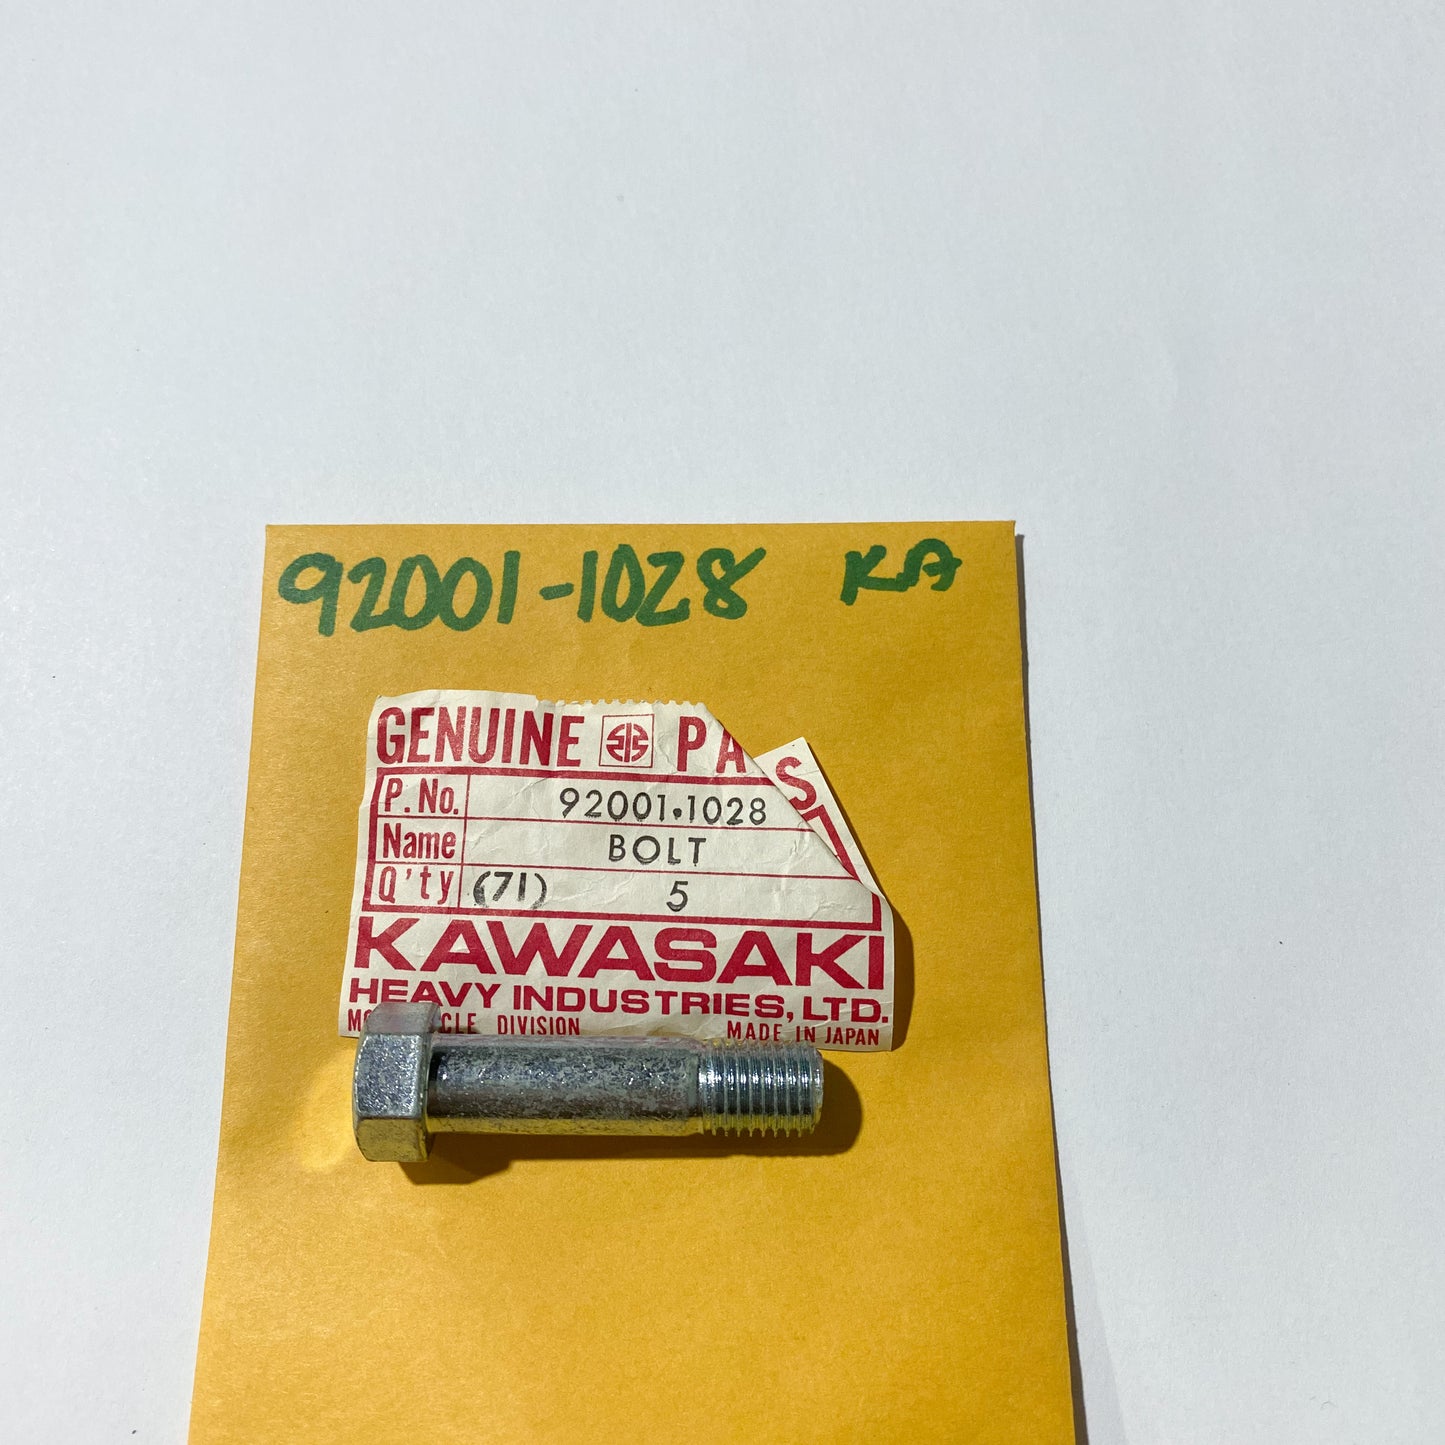 92001-1028 KA
GENUINE PA S
P. No. 92001.1028
Name BOLT
Q'ty (71) 5
KAWASAKI
HEAVY INDUSTRIES, LTD.
DIVISION MADE IN JAPAN